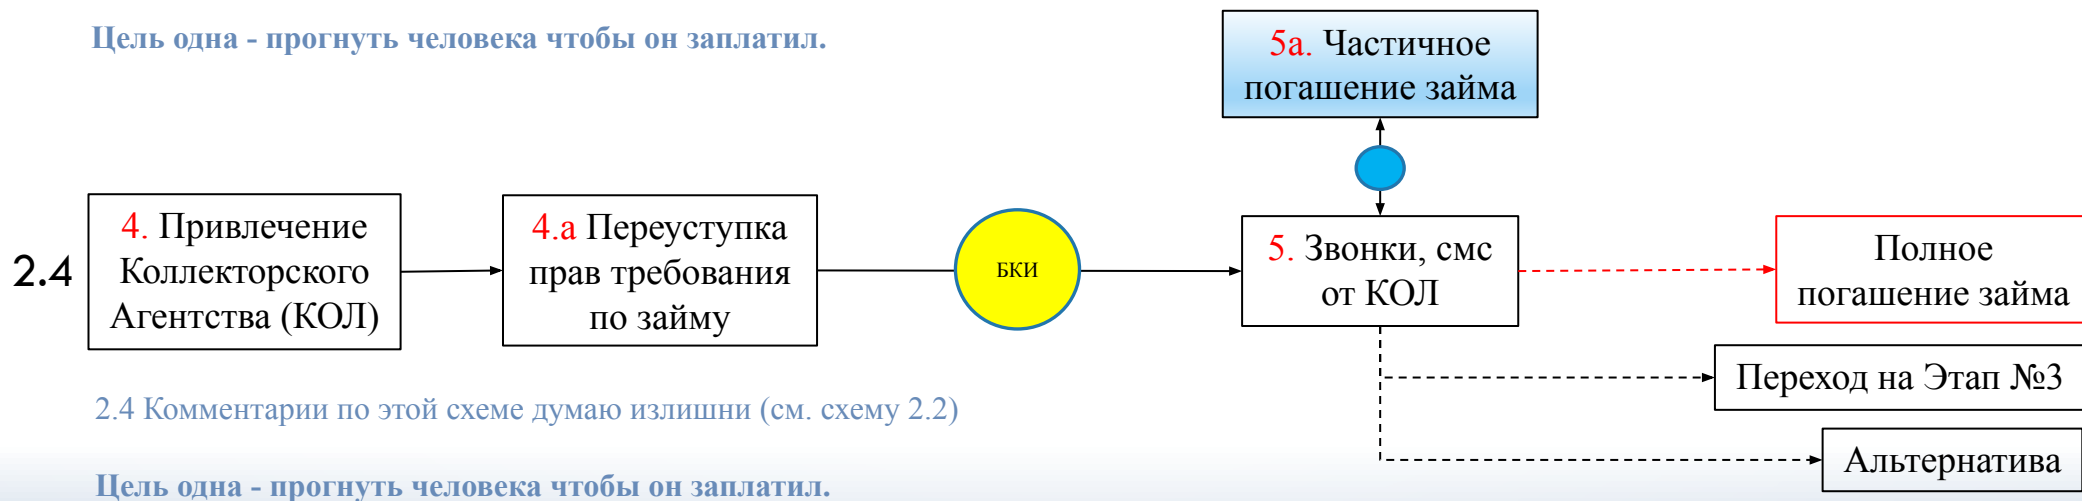 Цель одна - прогнуть человека чтобы он заплатил.
5а. Частичное
погашение займа
2.4
4. Привлечение
Коллекторского
Агентства (КОЛ)
4.а Переуступка
прав требования
по займу
БКИ
5. Звонки, смс
от КОЛ
Полное
погашение займа
Переход на Этап №3
Альтернатива
2.4 Комментарии по этой схеме думаю излишни (см. схему 2.2)
Цель одна - прогнуть человека чтобы он заплатил.